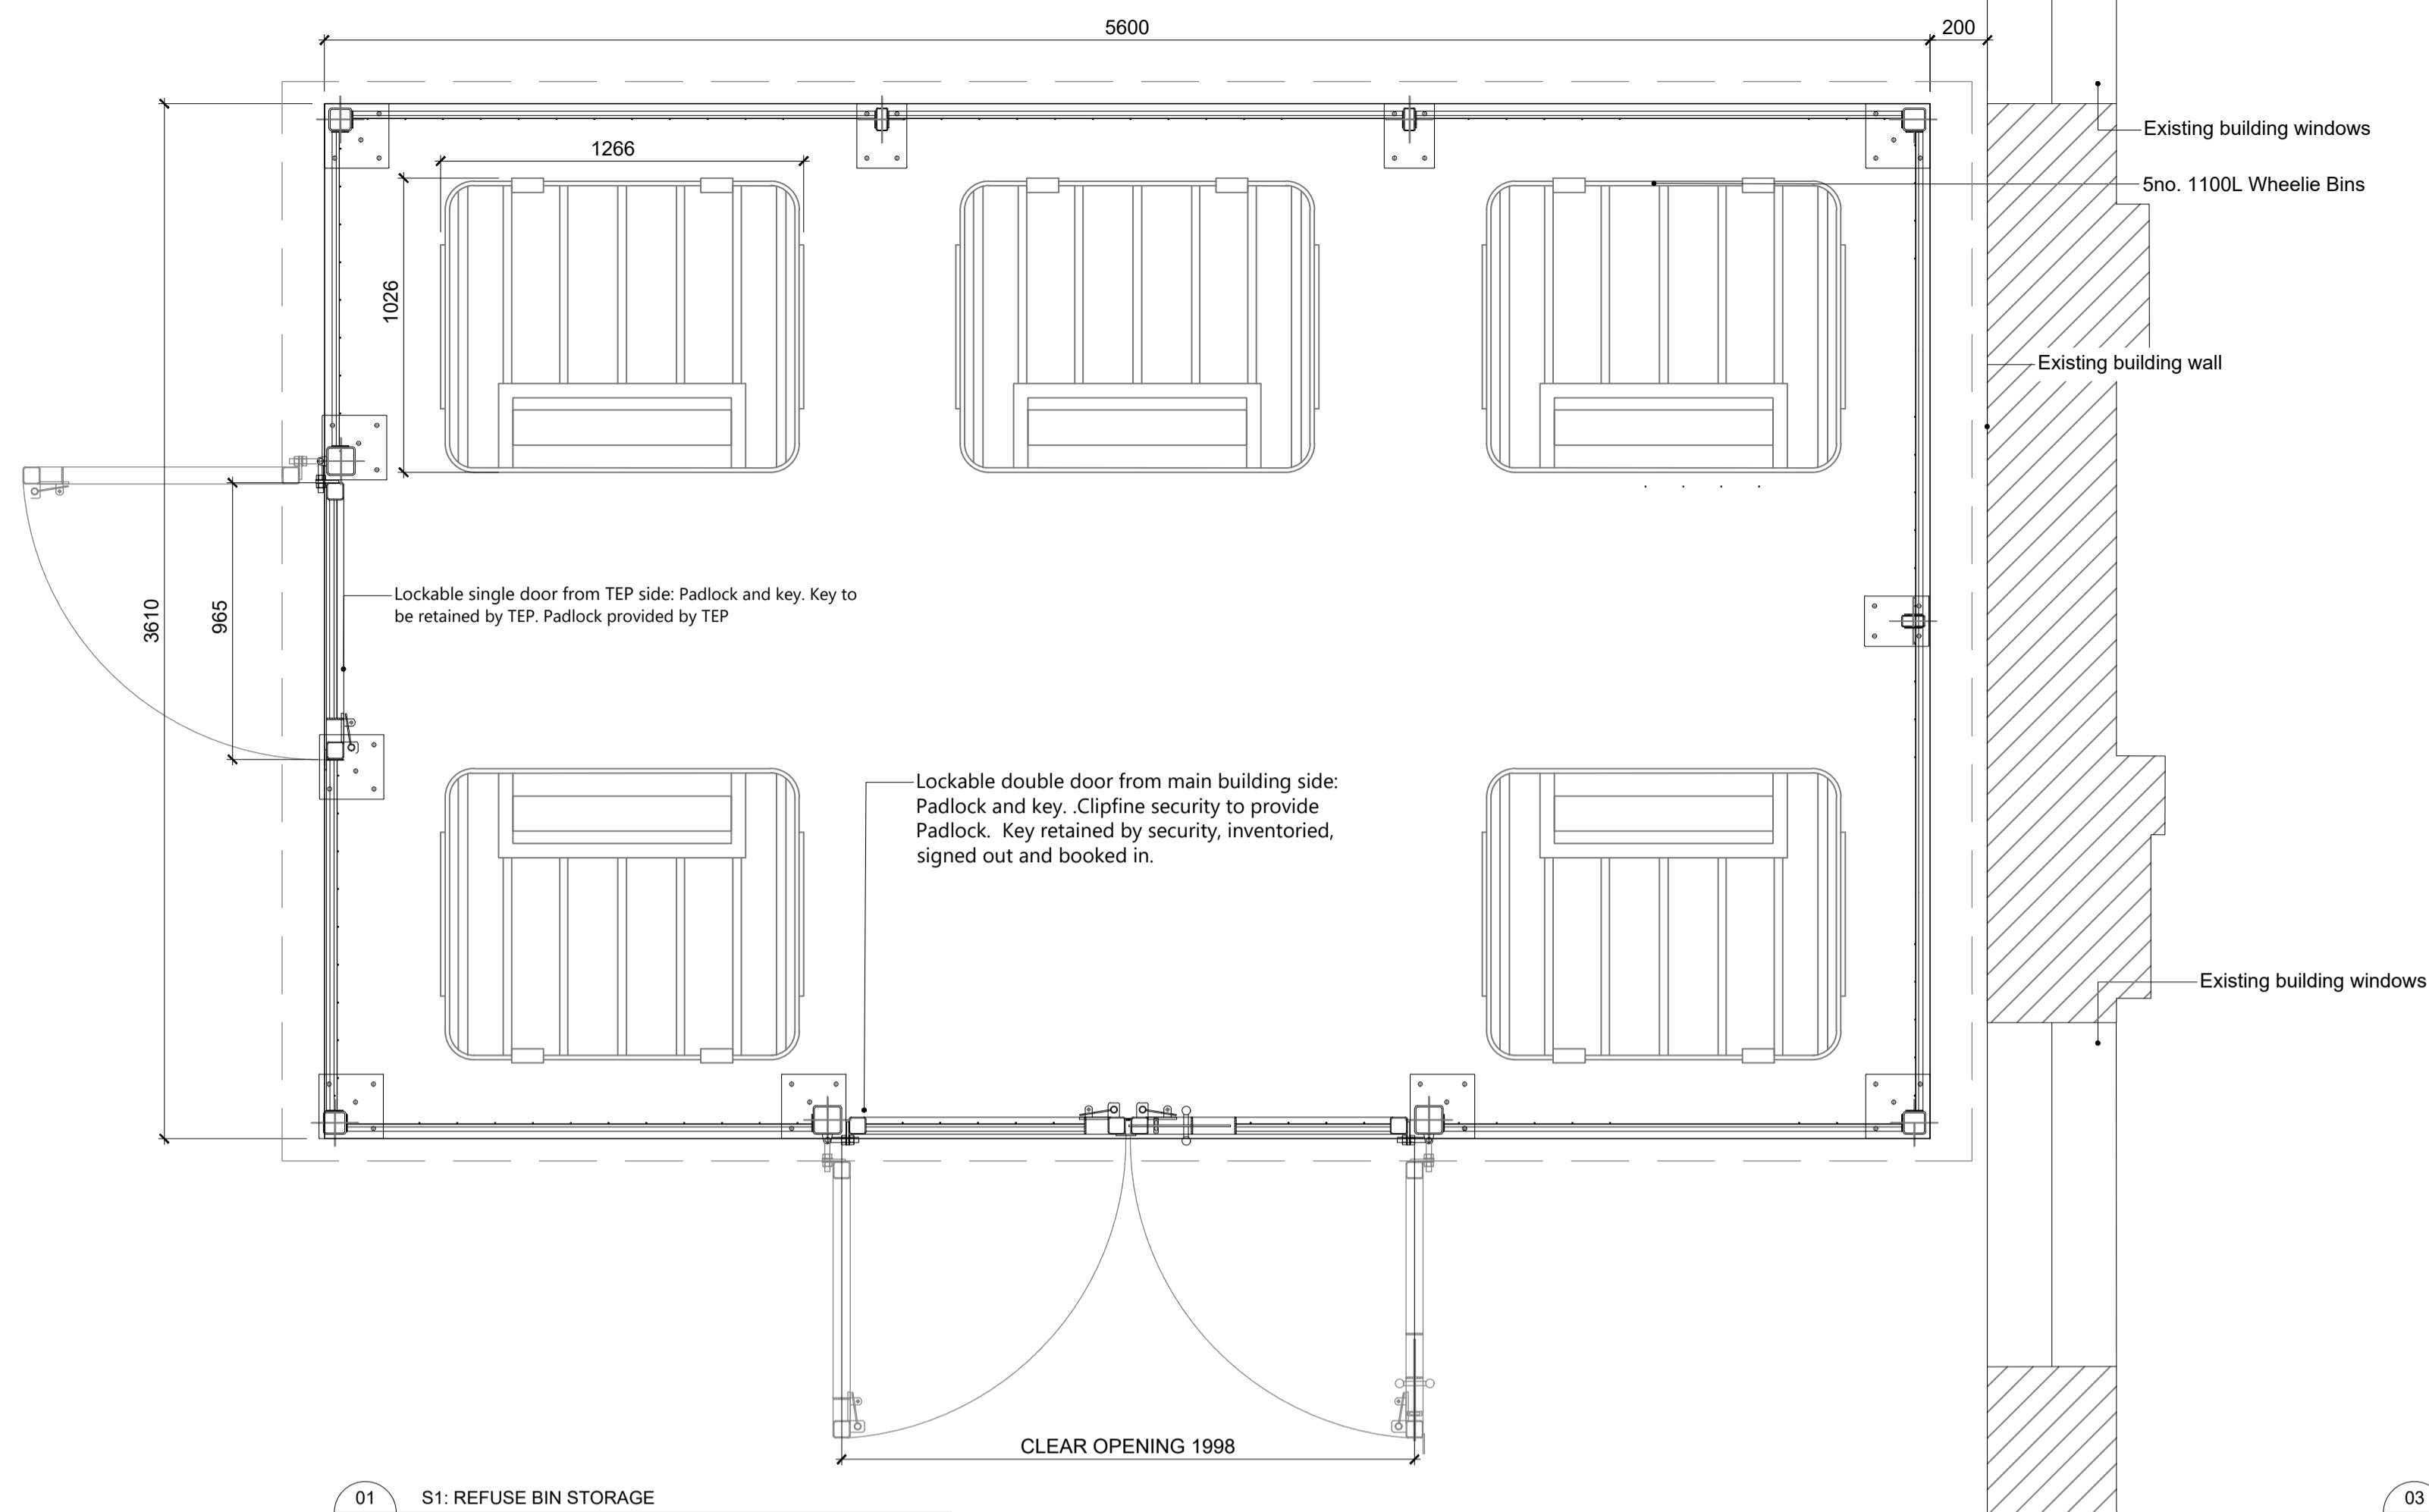 5600
200
Existing building windows
1266
5no. 1100L Wheelie Bins
1026
Existing building wall
3610
965
Lockable single door from TEP side: Padlock and key. Key to
be retained by TEP. Padlock provided by TEP
Lockable double door from main building side:
Padlock and key. .Clipfine security to provide
Padlock.  Key retained by security, inventoried,
signed out and booked in.
Existing building windows
CLEAR OPENING 1998
01
S1: REFUSE BIN STORAGE
03